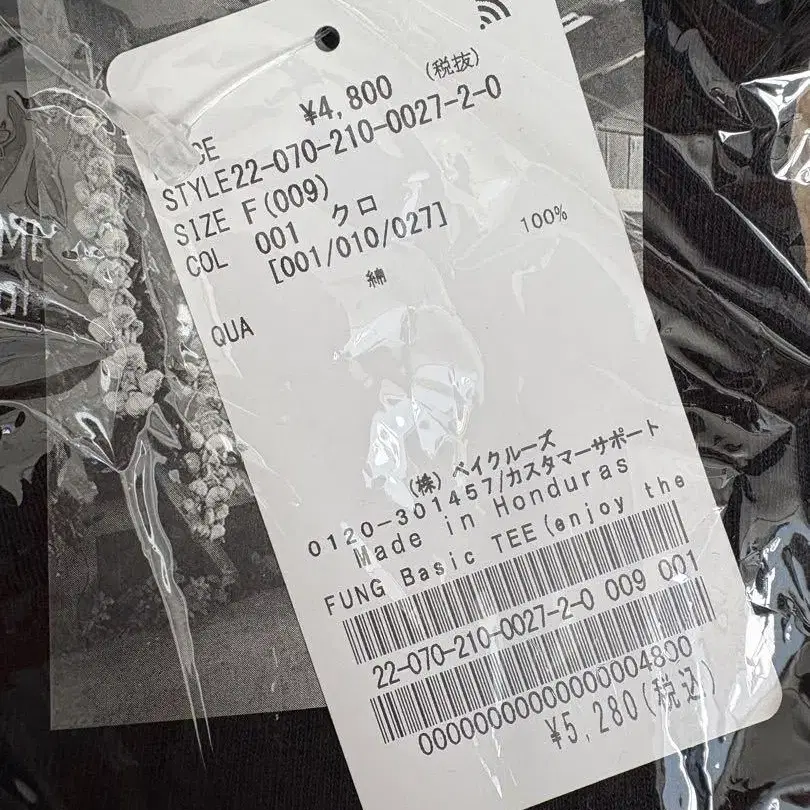 ¥4,800 (税抜)
STYLE22-070-210-0027-2-0
SIZE F(009)
COL 001 クロ
[001/010/027]
綿 100%
QUA
(株) ベイクルーズ
0120-301457/カスタマーサポート
Made in Honduras
FUNG Basic TEE(enjoy the
22-070-210-0027-2-0 009 001
¥5,280(税込)